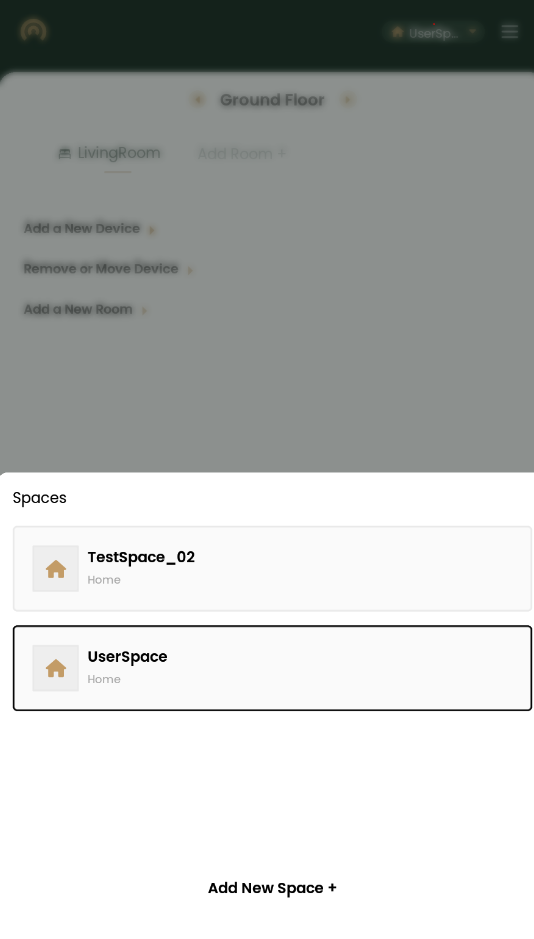 UserSp...
Ground Floor
LivingRoom
Add Room +
Add a New Device
Remove or Move Device
Add a New Room
Spaces
TestSpace_02
Home
UserSpace
Home
Add New Space +